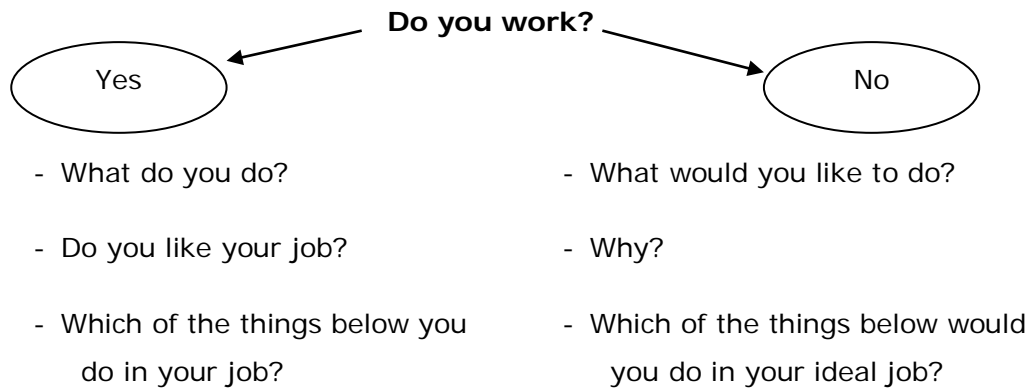 Do you work?
Yes
No
- What do you do?
- Do you like your job?
- Which of the things below you
do in your job?
- What would you like to do?
- Why?
- Which of the things below would
you do in your ideal job?